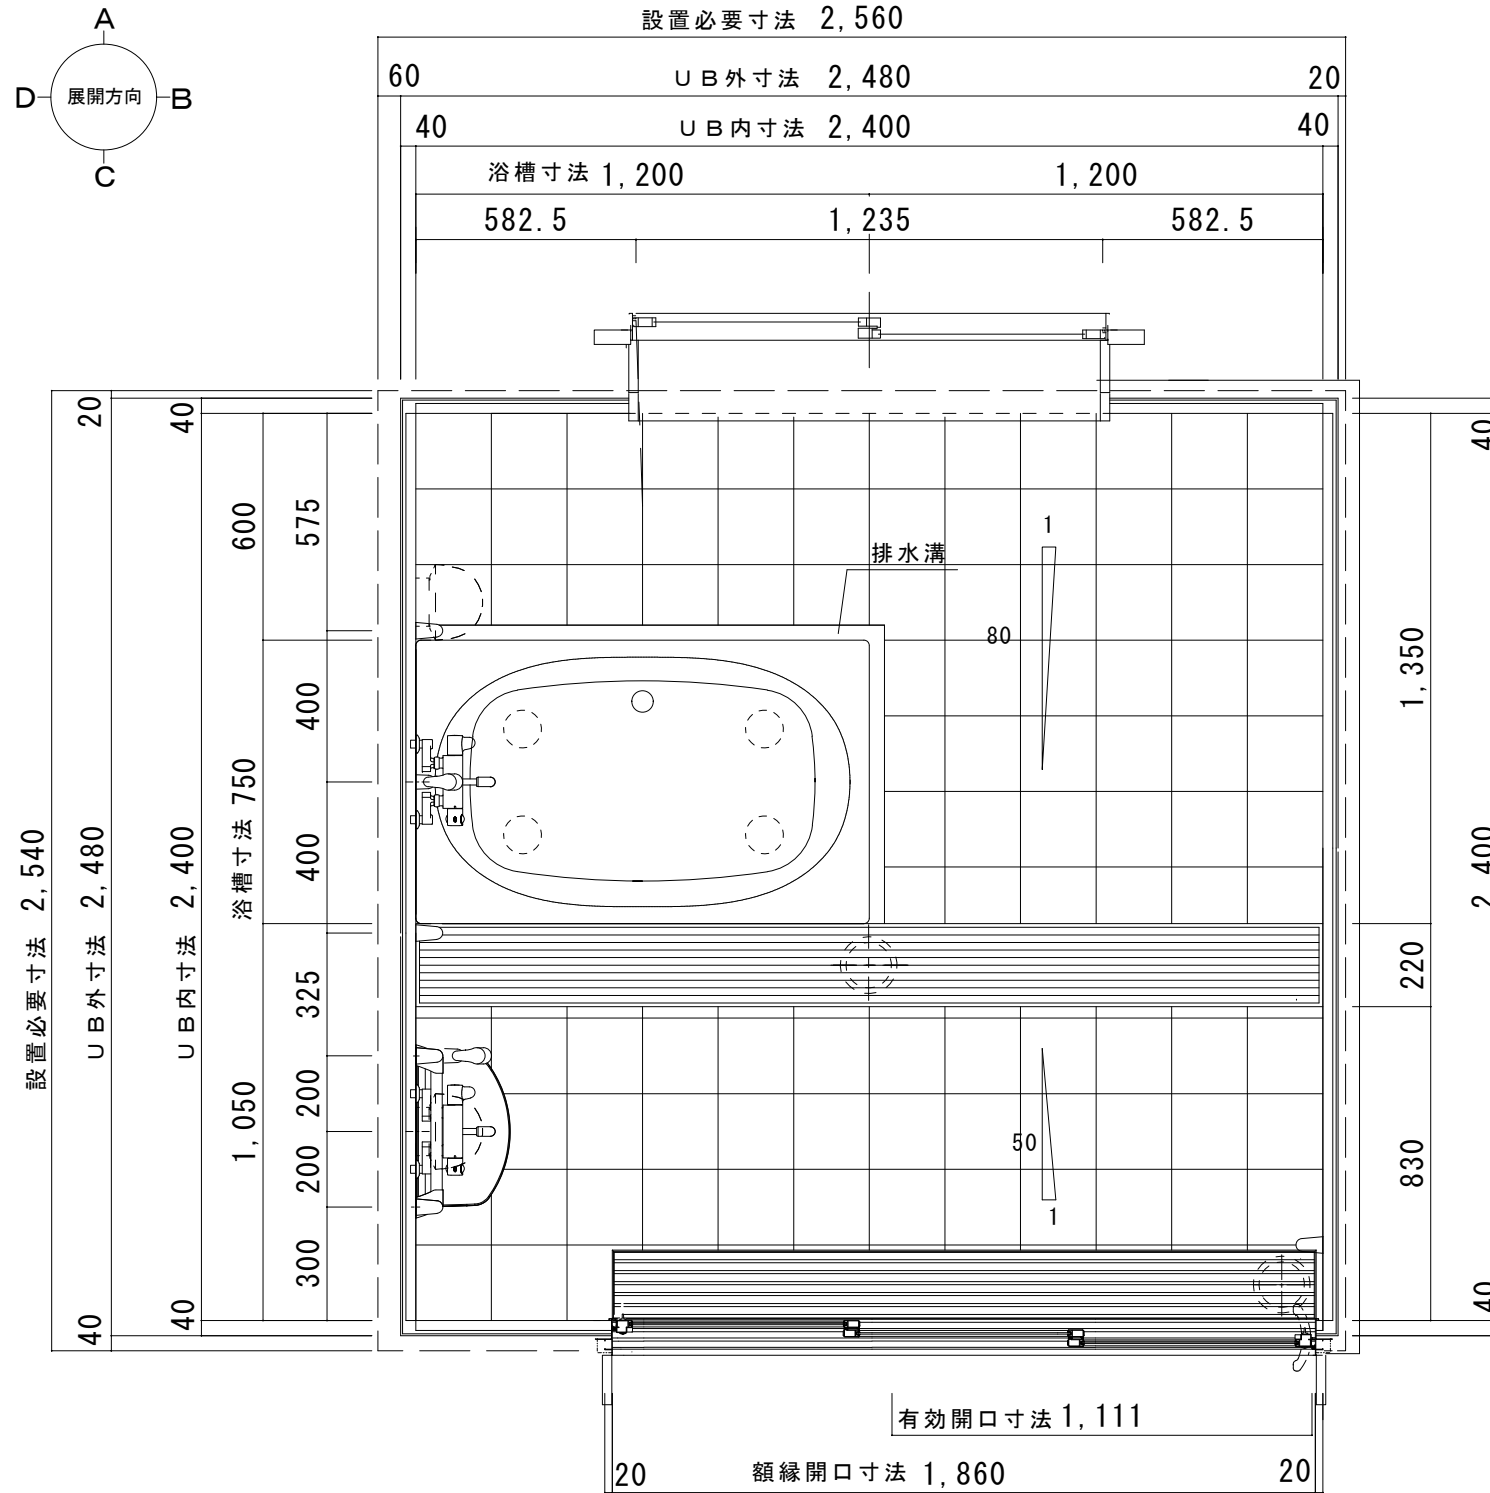 設置必要寸法 2,560
A
D 展開方向 B
C
60 UB外寸法 2,480 20
40 UB内寸法 2,400 40
浴槽寸法 1,200 1,200
582.5 1,235 582.5
設置必要寸法 2,540
20
UB外寸法 2,480
40
40
UB内寸法 2,400
40
600
浴槽寸法 750
1,050
575
400
400
325
200
200
300
排水溝
1
80
50
1
1,350
220
830
40
2,400
40
有効開口寸法 1,111
20 額縁開口寸法 1,860 20